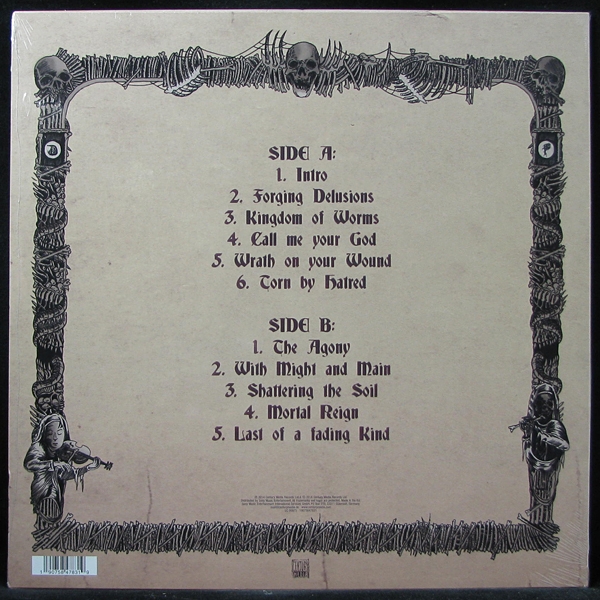 SIDE A:
1. Intro
2. Forging Delusions
3. Kingdom of Worms
4. Call me your God
5. Wrath on your Wound
6. Torn by Hatred
SIDE B:
1. The Agony
2. With Might and Main
3. Shattering the Soil
4. Mortal Reign
5. Last of a fading Kind